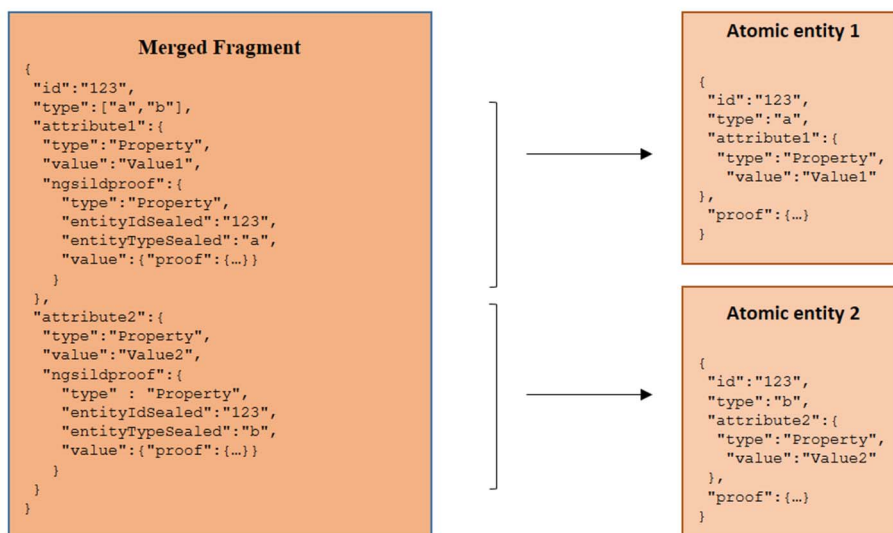 Merged Fragment
{
"id":"123",
"type":["a","b"],
"attribute1":{
"type":"Property",
"value":"Value1",
"ngsildproof":{
"type":"Property",
"entityIdSealed":"123",
"entityTypeSealed":"a",
"value":{"proof":{…}}
}
},
"attribute2":{
"type":"Property",
"value":"Value2",
"ngsildproof":{
"type" : "Property",
"entityIdSealed":"123",
"entityTypeSealed":"b",
"value":{"proof":{…}}
}
}
}
Atomic entity 1
{
"id":"123",
"type":"a",
"attribute1":{
"type":"Property",
"value":"Value1"
},
"proof":{…}
}
Atomic entity 2
{
"id":"123",
"type":"b",
"attribute2":{
"type":"Property",
"value":"Value2"
},
"proof":{…}
}